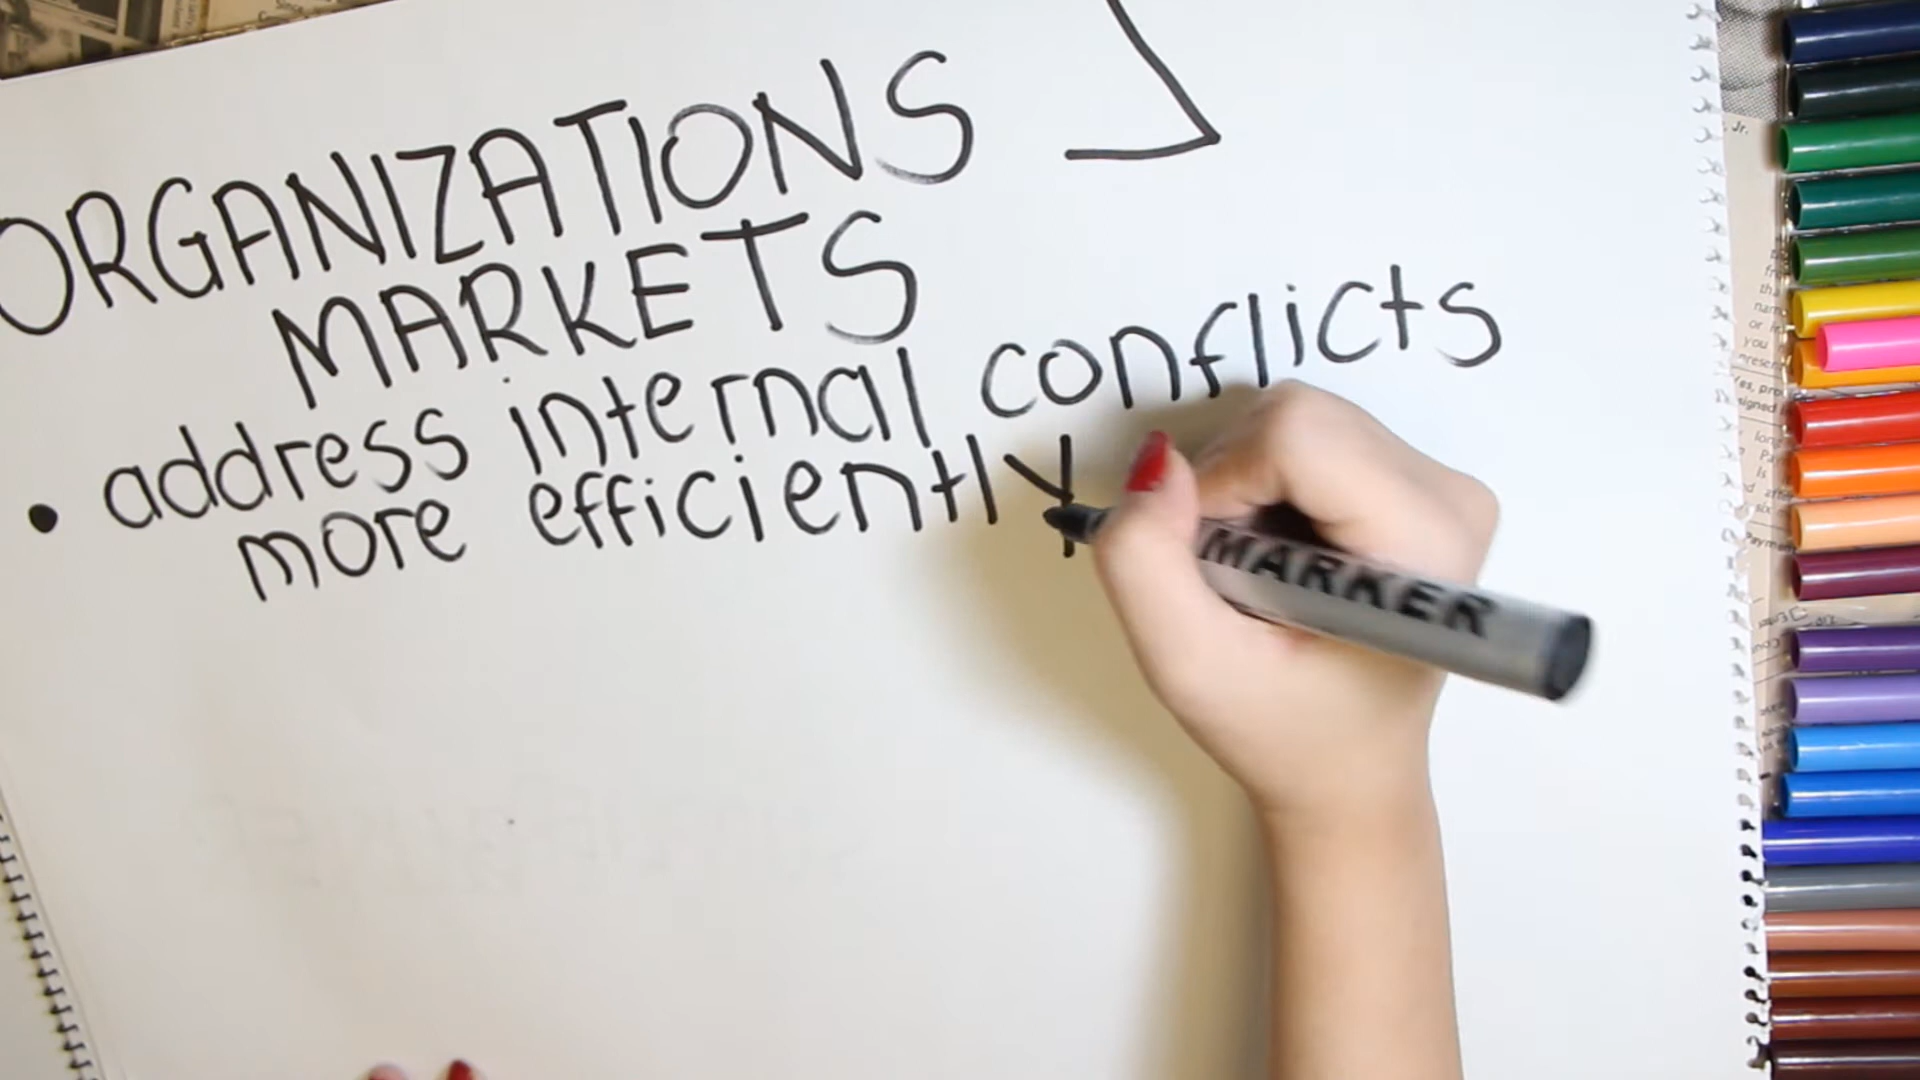 ORGANIZATIONS
MARKETS
• address internal conflicts
more efficiently
MARKER